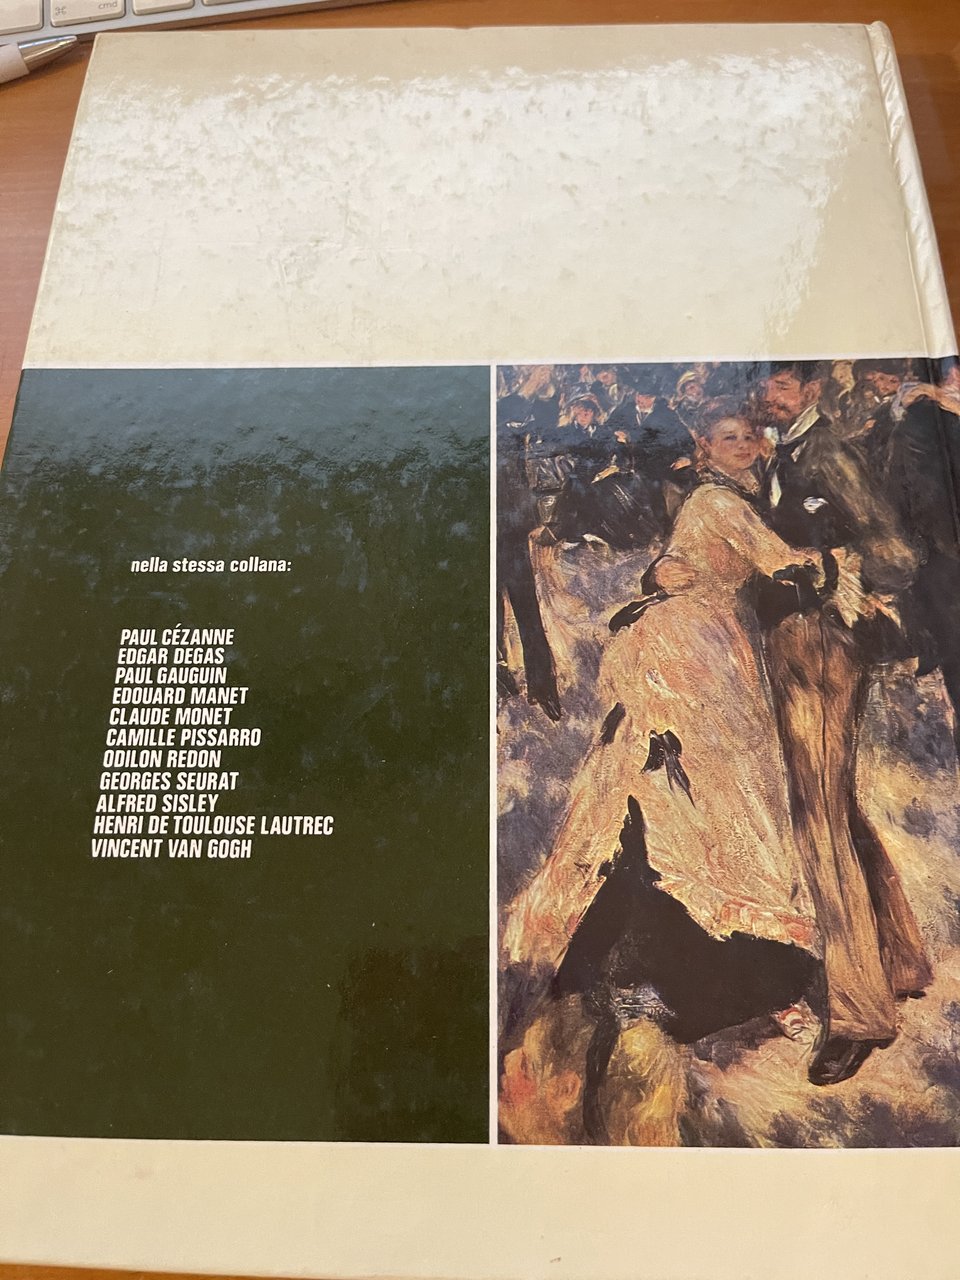 cmd
nella stessa collana:
PAUL CÉZANNE
EDGAR DEGAS
PAUL GAUGUIN
EDOUARD MANET
CLAUDE MONET
CAMILLE PISSARRO
ODILON REDON
GEORGES SEURAT
ALFRED SISLEY
HENRI DE TOULOUSE LAUTREC
VINCENT VAN GOGH